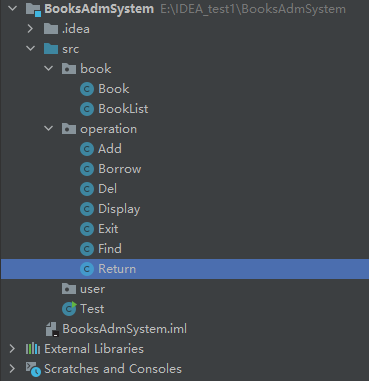 BooksAdmSystem E:\IDEA_test1\BooksAdmSystem
.idea
src
book
Book
BookList
operation
Add
Borrow
Del
Display
Exit
Find
Return
user
Test
BooksAdmSystem.iml
External Libraries
Scratches and Consoles